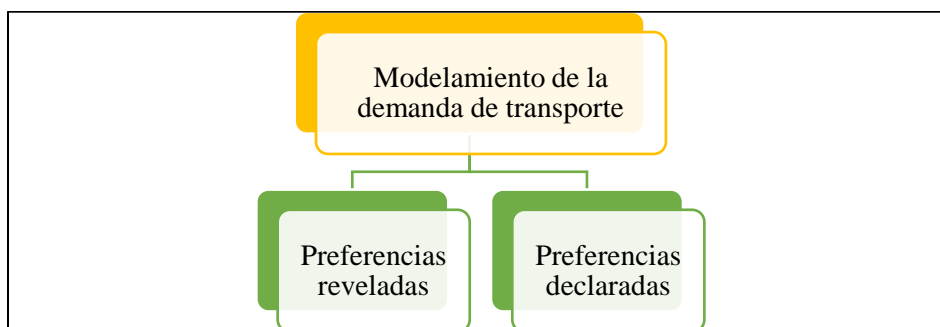 Modelamiento de la
demanda de transporte
Preferencias
reveladas
Preferencias
declaradas